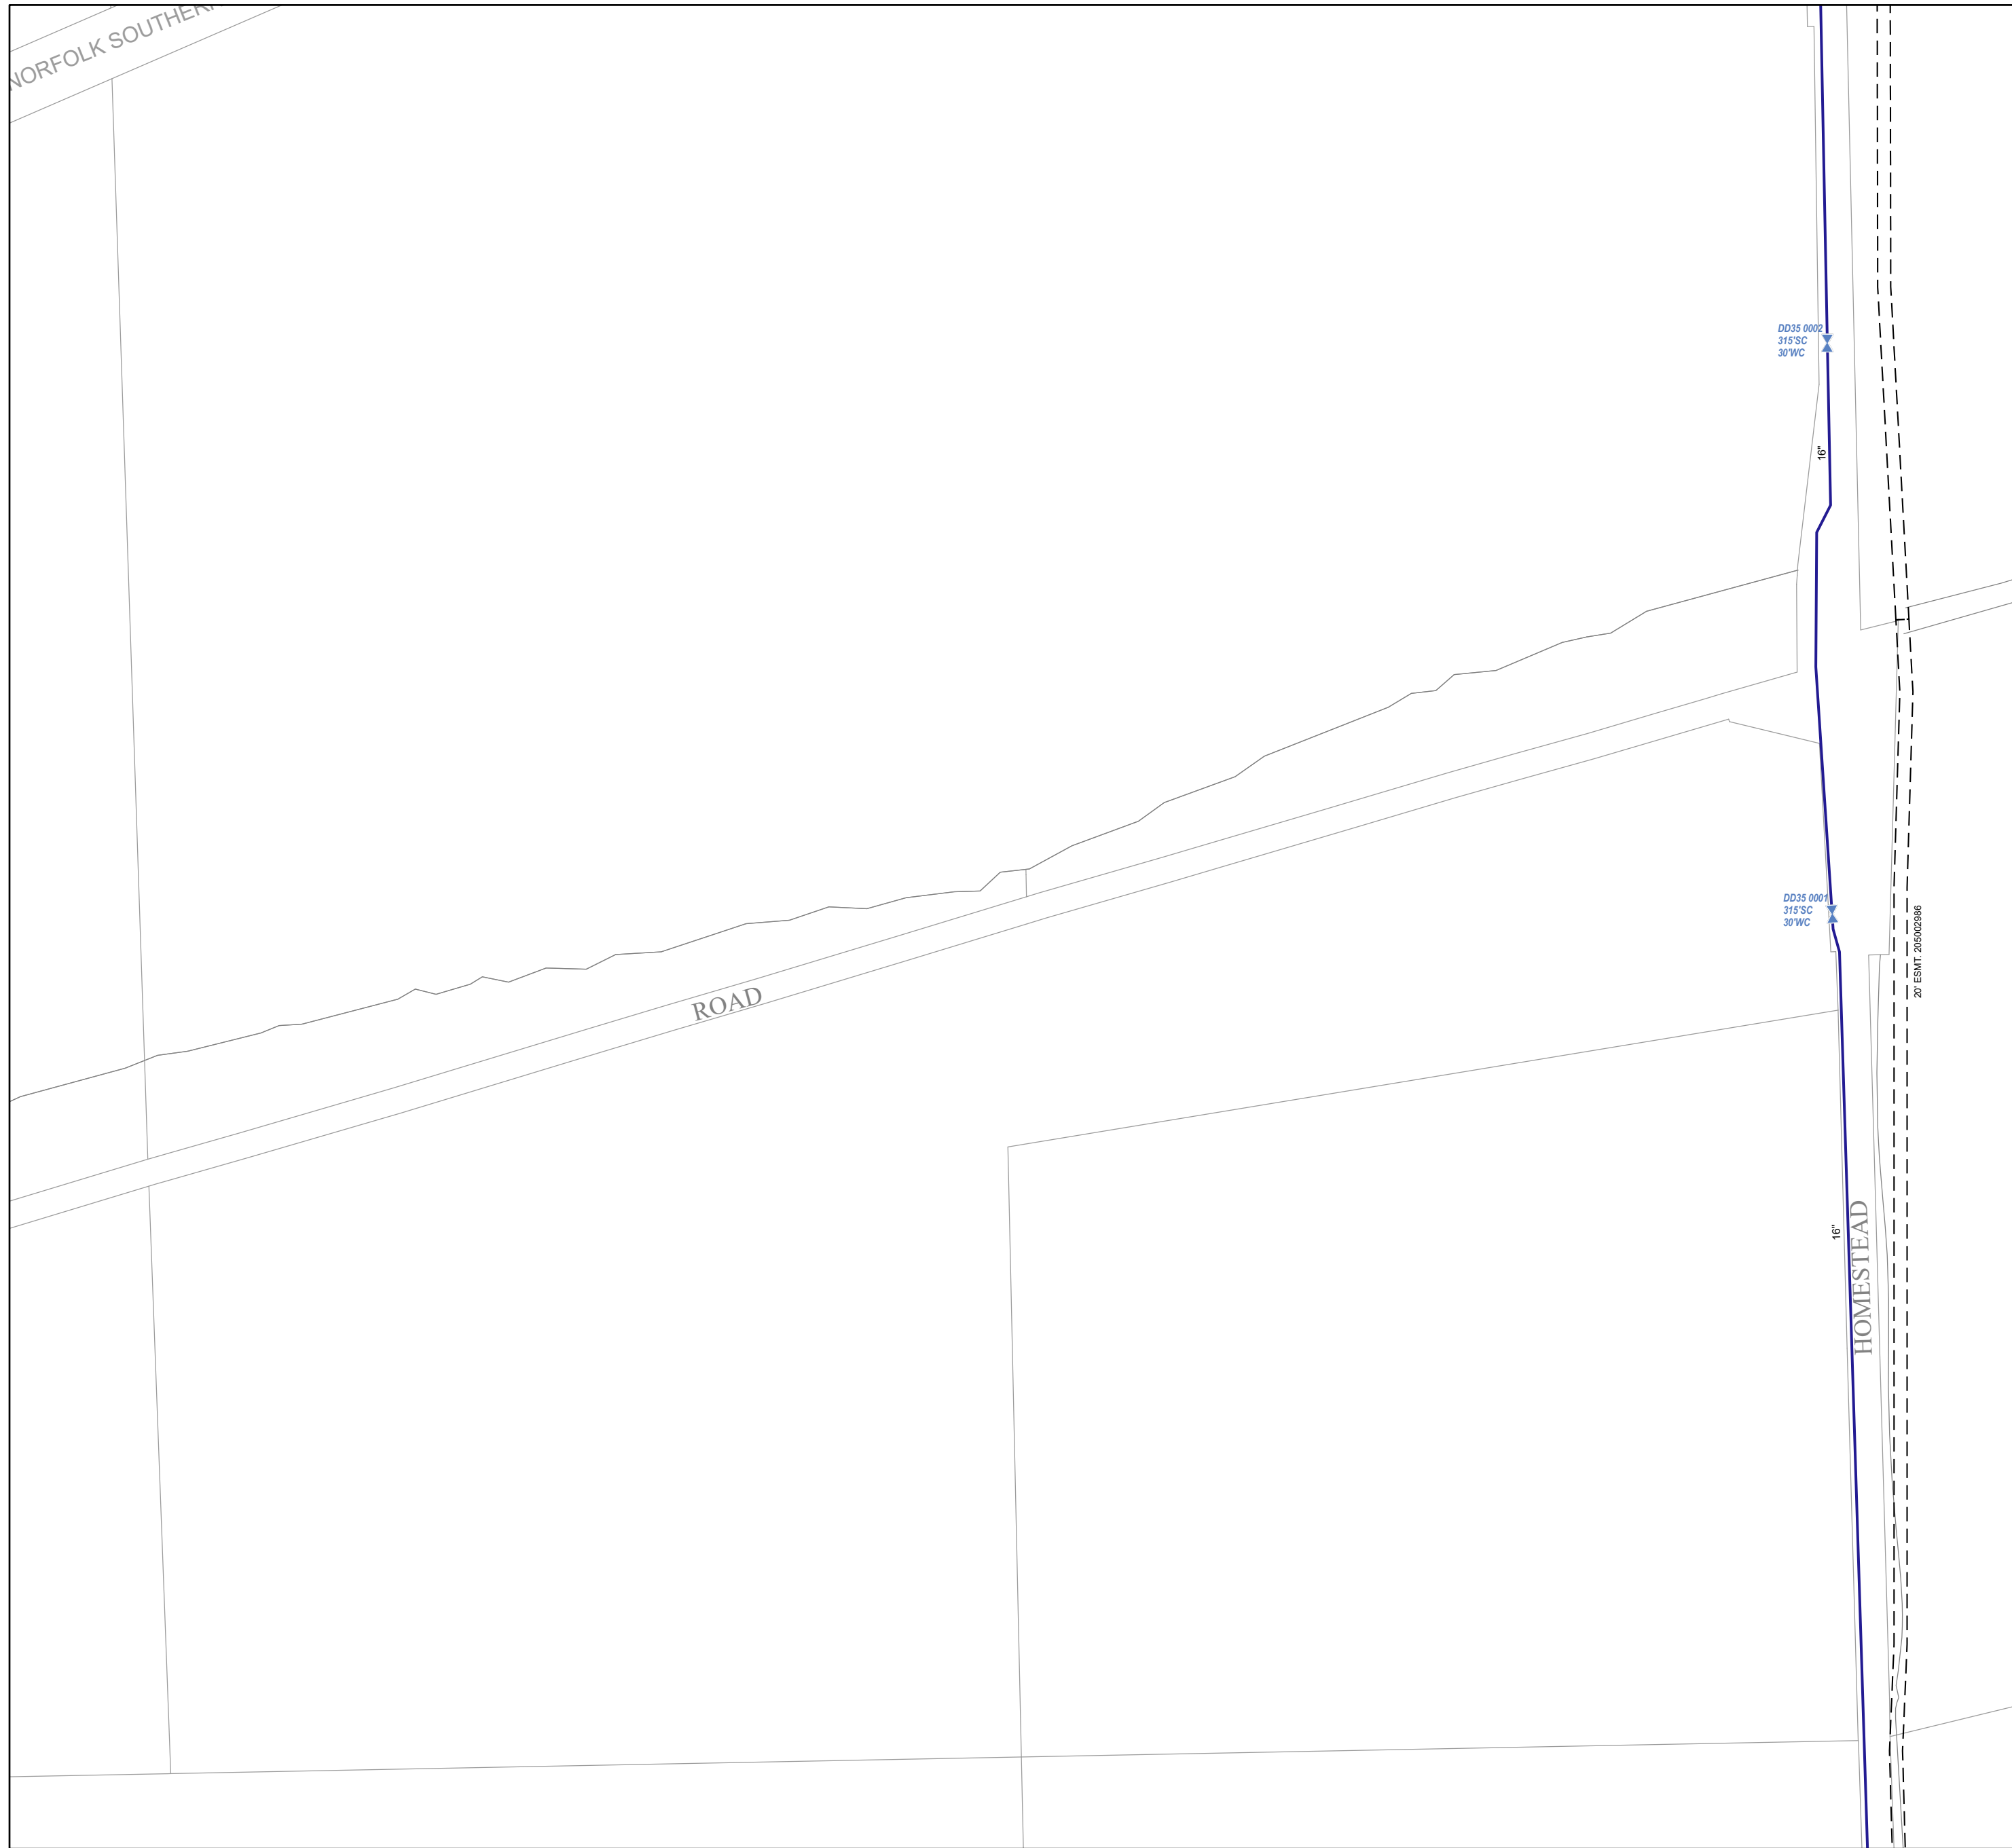 NORFOLK SOUTHERN
DD35 0002
315'SC
30'WC
16"
DD35 0001
315'SC
30'WC
20' ESMT. 205002986
ROAD
16"
HOMESTEAD